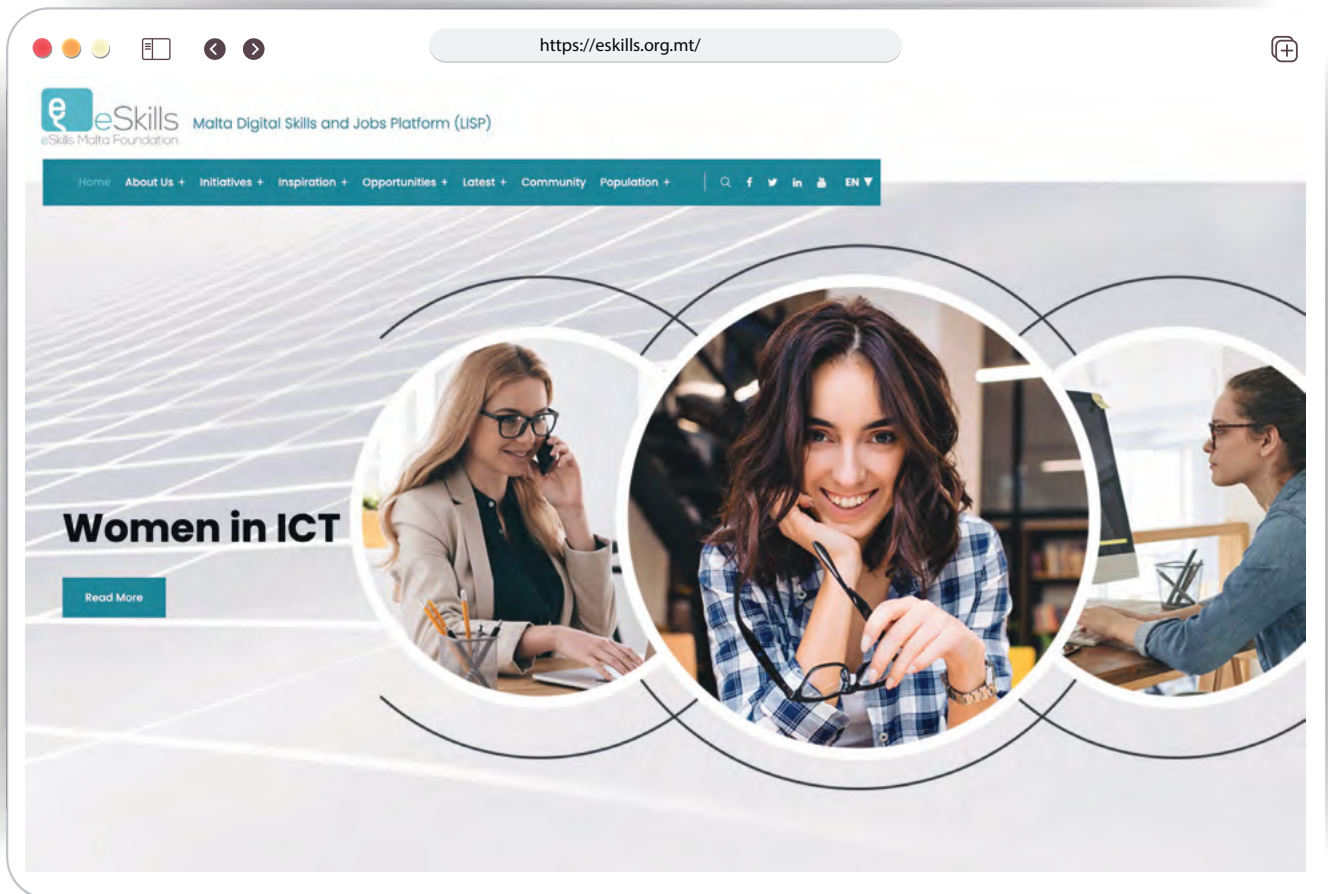 https://eskills.org.mt/
eSkills
eSkills Malta Foundation
Malta Digital Skills and Jobs Platform (LISP)
Home About Us + Initiatives + Inspiration + Opportunities + Latest + Community Population + EN
Women in ICT
Read More